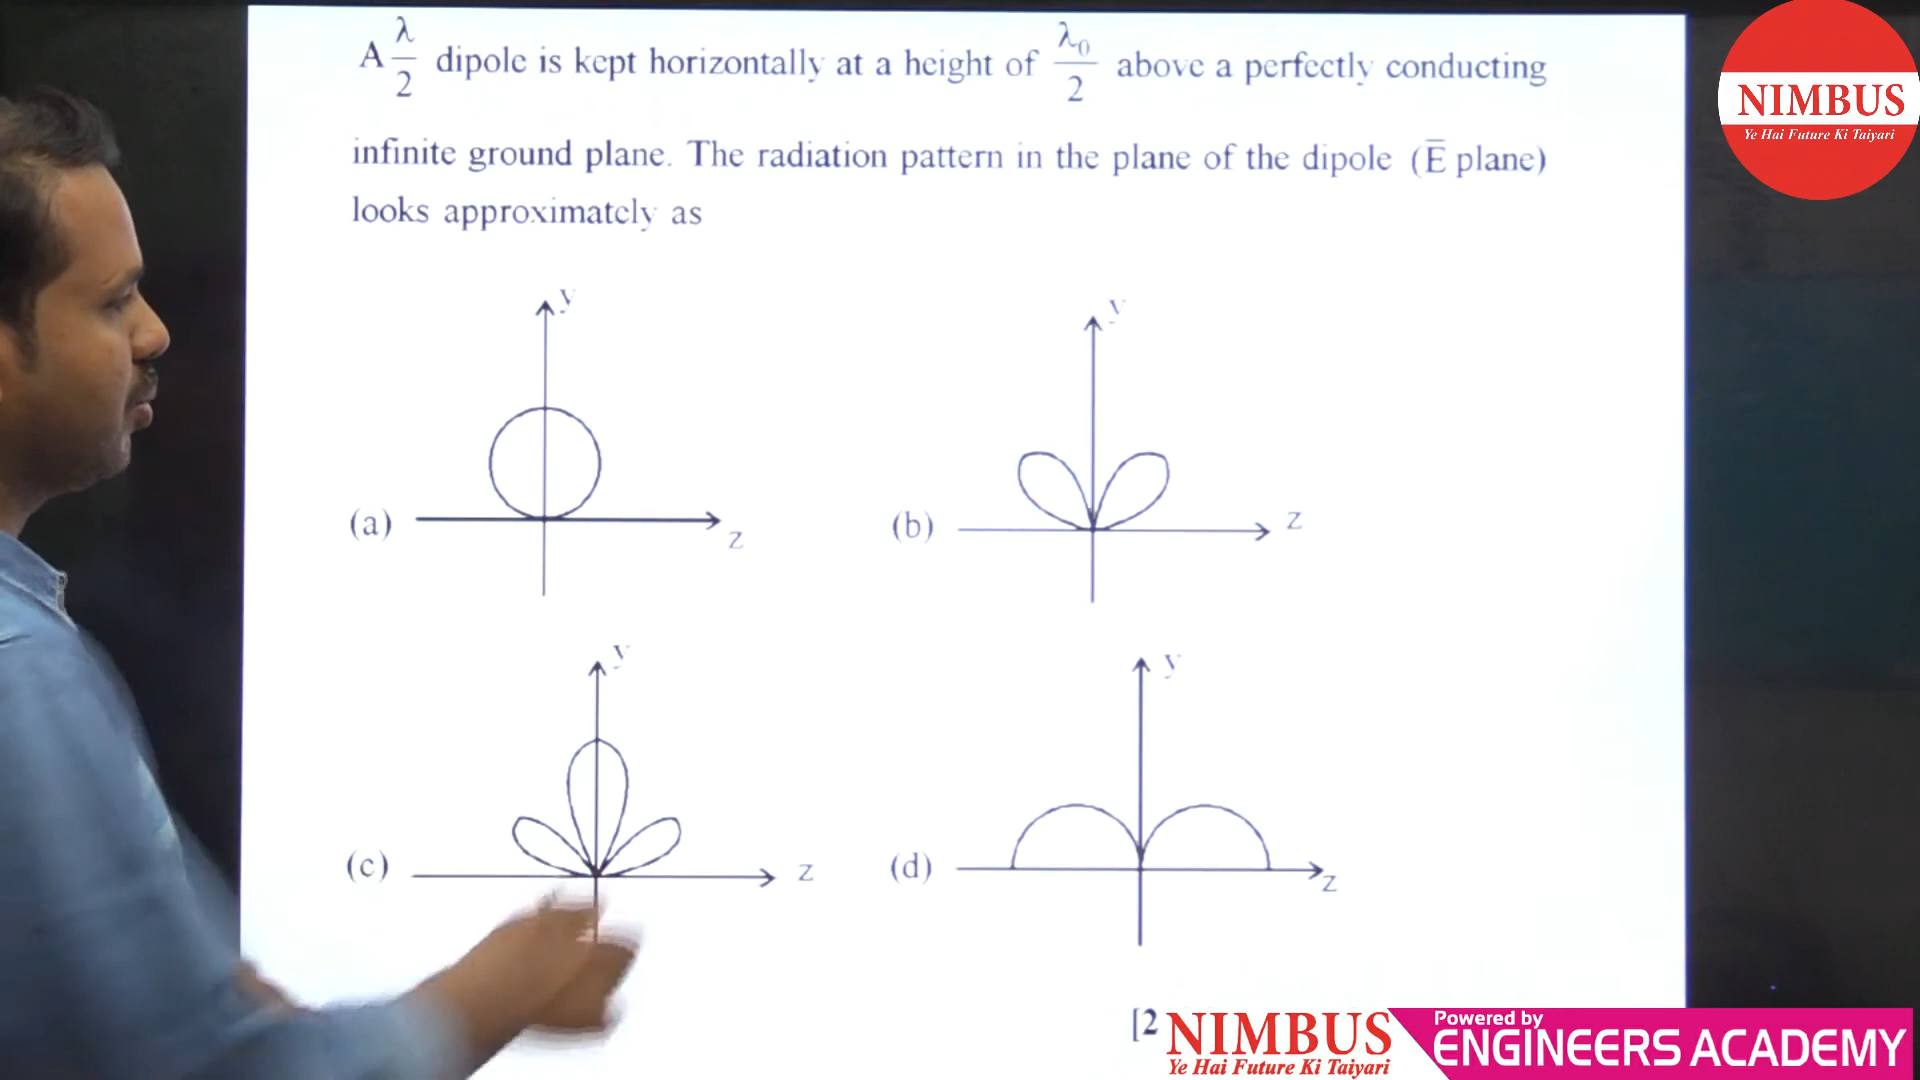 A λ/2 dipole is kept horizontally at a height of λ₀/2 above a perfectly conducting
infinite ground plane. The radiation pattern in the plane of the dipole (E̅ plane)
looks approximately as
y
(a)
z
y
(b)
z
y
(c)
z
y
(d)
z
[2
NIMBUS
Ye Hai Future Ki Taiyari
NIMBUS
Ye Hai Future Ki Taiyari
Powered by
ENGINEERS ACADEMY